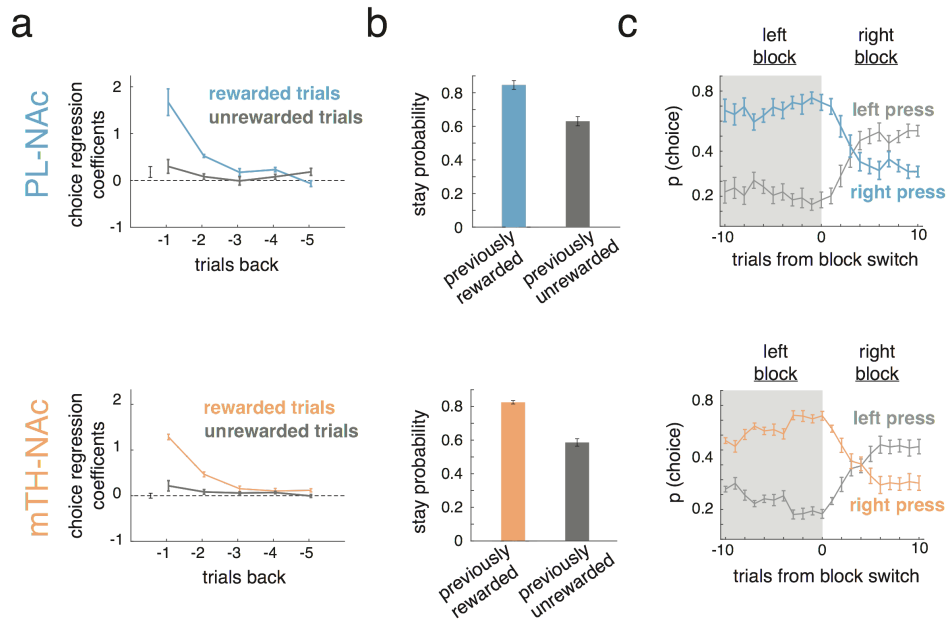 a
b
c
PL-NAc
choice regression
coefficents
2
1
0
-1
-1
-2
-3
-4
-5
trials back
rewarded trials
unrewarded trials
stay probability
0.8
0.6
0.4
0.2
0
previously
rewarded
previously
unrewarded
left
block
right
block
p (choice)
0.8
0.4
0.2
-10
0
10
left press
right press
trials from block switch
mTH-NAc
choice regression
coefficents
2
1
0
-1
-1
-2
-3
-4
-5
trials back
rewarded trials
unrewarded trials
stay probability
0.8
0.6
0.4
0.2
0
previously
rewarded
previously
unrewarded
left
block
right
block
p (choice)
0.8
0.4
0.2
-10
0
10
left press
right press
trials from block switch